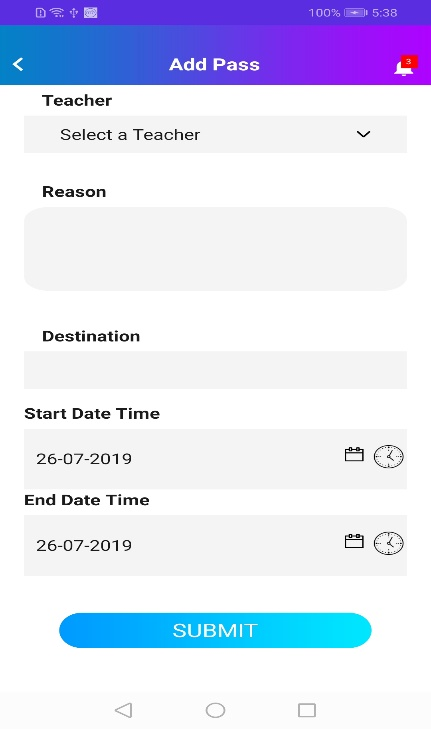 100% 5:38
Add Pass
3
Teacher
Select a Teacher
Reason
Destination
Start Date Time
26-07-2019
End Date Time
26-07-2019
SUBMIT